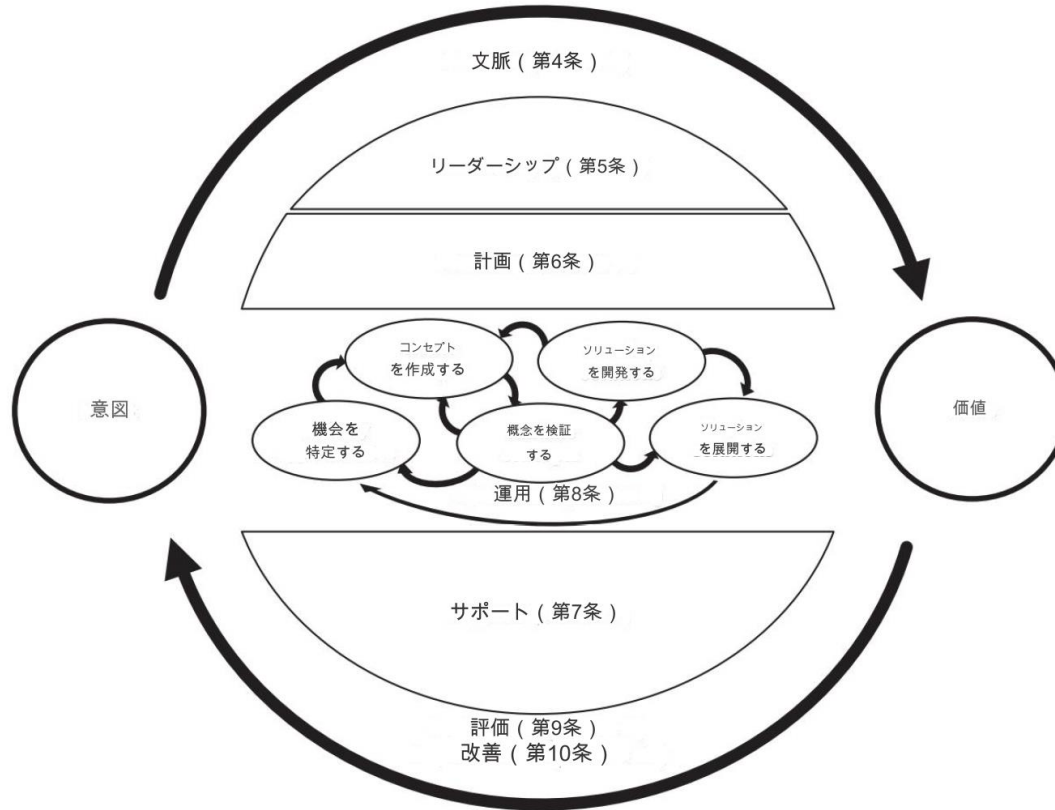 文脈（第4条）
リーダーシップ（第5条）
計画（第6条）
コンセプト
を作成する
ソリューション
を開発する
意図
機会を
特定する
概念を検証
する
ソリューション
を展開する
価値
運用（第8条）
サポート（第7条）
評価（第9条）
改善（第10条）